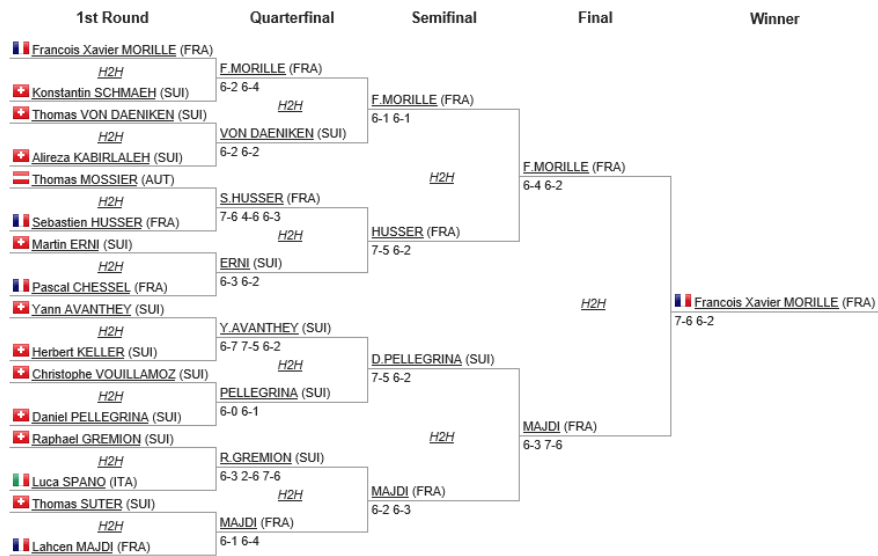 1st Round Quarterfinal Semifinal Final Winner
Francois Xavier MORILLE (FRA)
H2H
Konstantin SCHMAEH (SUI)
Thomas VON DAENIKEN (SUI)
H2H
Alireza KABIRLALEH (SUI)
Thomas MOSSIER (AUT)
H2H
Sebastien HUSSER (FRA)
Martin ERNI (SUI)
H2H
Pascal CHESSEL (FRA)
Yann AVANTHEY (SUI)
H2H
Herbert KELLER (SUI)
Christophe VOUILLAMOZ (SUI)
H2H
Daniel PELLEGRINA (SUI)
Raphael GREMION (SUI)
H2H
Luca SPANO (ITA)
Thomas SUTER (SUI)
H2H
Lahcen MAJDI (FRA)
F.MORILLE (FRA)
6-2 6-4
H2H
VON DAENIKEN (SUI)
6-2 6-2
S.HUSSER (FRA)
7-6 4-6 6-3
H2H
ERNI (SUI)
6-3 6-2
Y.AVANTHEY (SUI)
6-7 7-5 6-2
H2H
PELLEGRINA (SUI)
6-0 6-1
R.GREMION (SUI)
6-3 2-6 7-6
H2H
MAJDI (FRA)
6-1 6-4
F.MORILLE (FRA)
6-1 6-1
H2H
HUSSER (FRA)
7-5 6-2
D.PELLEGRINA (SUI)
7-5 6-2
H2H
MAJDI (FRA)
6-2 6-3
F.MORILLE (FRA)
6-4 6-2
H2H
MAJDI (FRA)
6-3 7-6
Francois Xavier MORILLE (FRA)
7-6 6-2